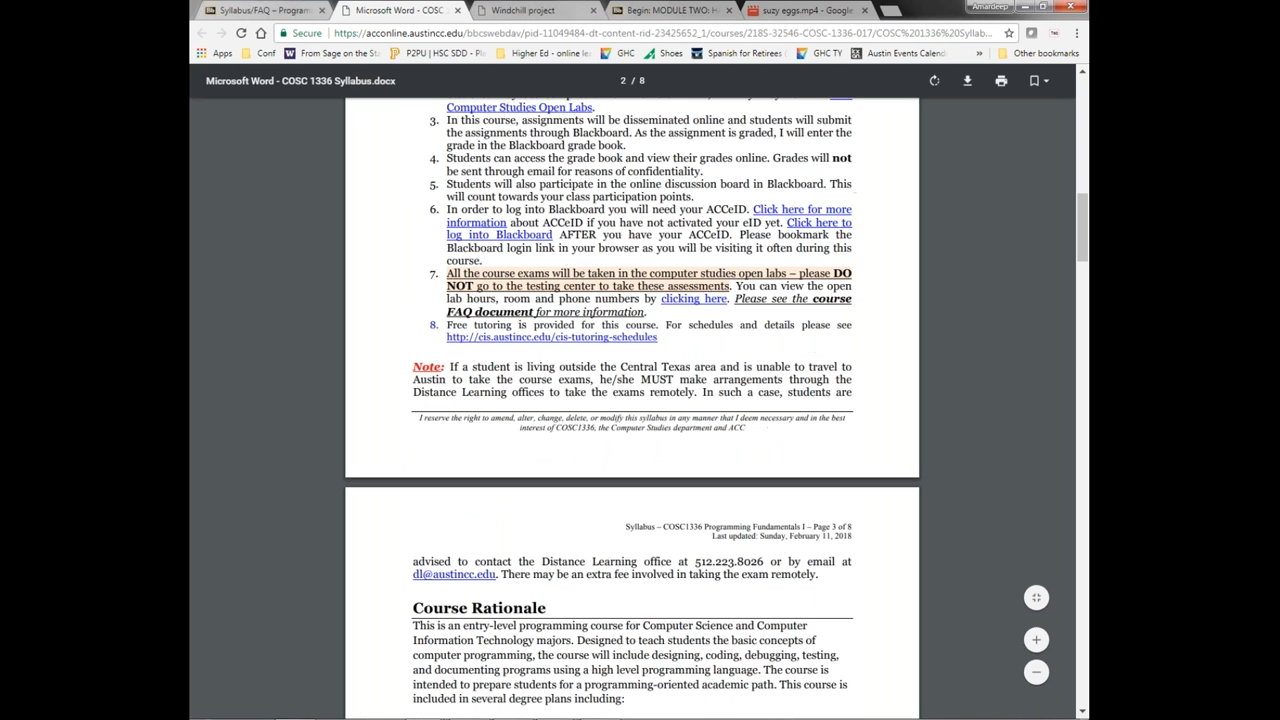 Syllabus/FAQ – Program
Microsoft Word - COSC
Windchill project
Begin: MODULE TWO: H
suzy eggs.mp4 - Google
Amardeep
Secure
https://acconline.austincc.edu/bbcswebdav/pid-11049484-dt-content-rid-23425652_1/courses/218S-32546-COSC-1336-017/COSC%201336%20Syllab...
Apps
Conf
From Sage on the Sta
P2PU | HSC SDD - Ple
Higher Ed - online le
GHC
Shoes
Spanish for Retirees
GHC TY
Austin Events Calend
Other bookmarks
Microsoft Word - COSC 1336 Syllabus.docx
2 / 8
Computer Studies Open Labs.
3. In this course, assignments will be disseminated online and students will submit
the assignments through Blackboard. As the assignment is graded, I will enter the
grade in the Blackboard grade book.
4. Students can access the grade book and view their grades online. Grades will not
be sent through email for reasons of confidentiality.
5. Students will also participate in the online discussion board in Blackboard. This
will count towards your class participation points.
6. In order to log into Blackboard you will need your ACCeID. Click here for more
information about ACCeID if you have not activated your eID yet. Click here to
log into Blackboard AFTER you have your ACCeID. Please bookmark the
Blackboard login link in your browser as you will be visiting it often during this
course.
7. All the course exams will be taken in the computer studies open labs – please DO
NOT go to the testing center to take these assessments. You can view the open
lab hours, room and phone numbers by clicking here. Please see the course
FAQ document for more information.
8. Free tutoring is provided for this course. For schedules and details please see
http://cis.austincc.edu/cis-tutoring-schedules
Note: If a student is living outside the Central Texas area and is unable to travel to
Austin to take the course exams, he/she MUST make arrangements through the
Distance Learning offices to take the exams remotely. In such a case, students are
I reserve the right to amend, alter, change, delete, or modify this syllabus in any manner that I deem necessary and in the best
interest of COSC1336, the Computer Studies department and ACC
Syllabus – COSC1336 Programming Fundamentals I – Page 3 of 8
Last updated: Sunday, February 11, 2018
advised to contact the Distance Learning office at 512.223.8026 or by email at
dl@austincc.edu. There may be an extra fee involved in taking the exam remotely.
Course Rationale
This is an entry-level programming course for Computer Science and Computer
Information Technology majors. Designed to teach students the basic concepts of
computer programming, the course will include designing, coding, debugging, testing,
and documenting programs using a high level programming language. The course is
intended to prepare students for a programming-oriented academic path. This course is
included in several degree plans including: